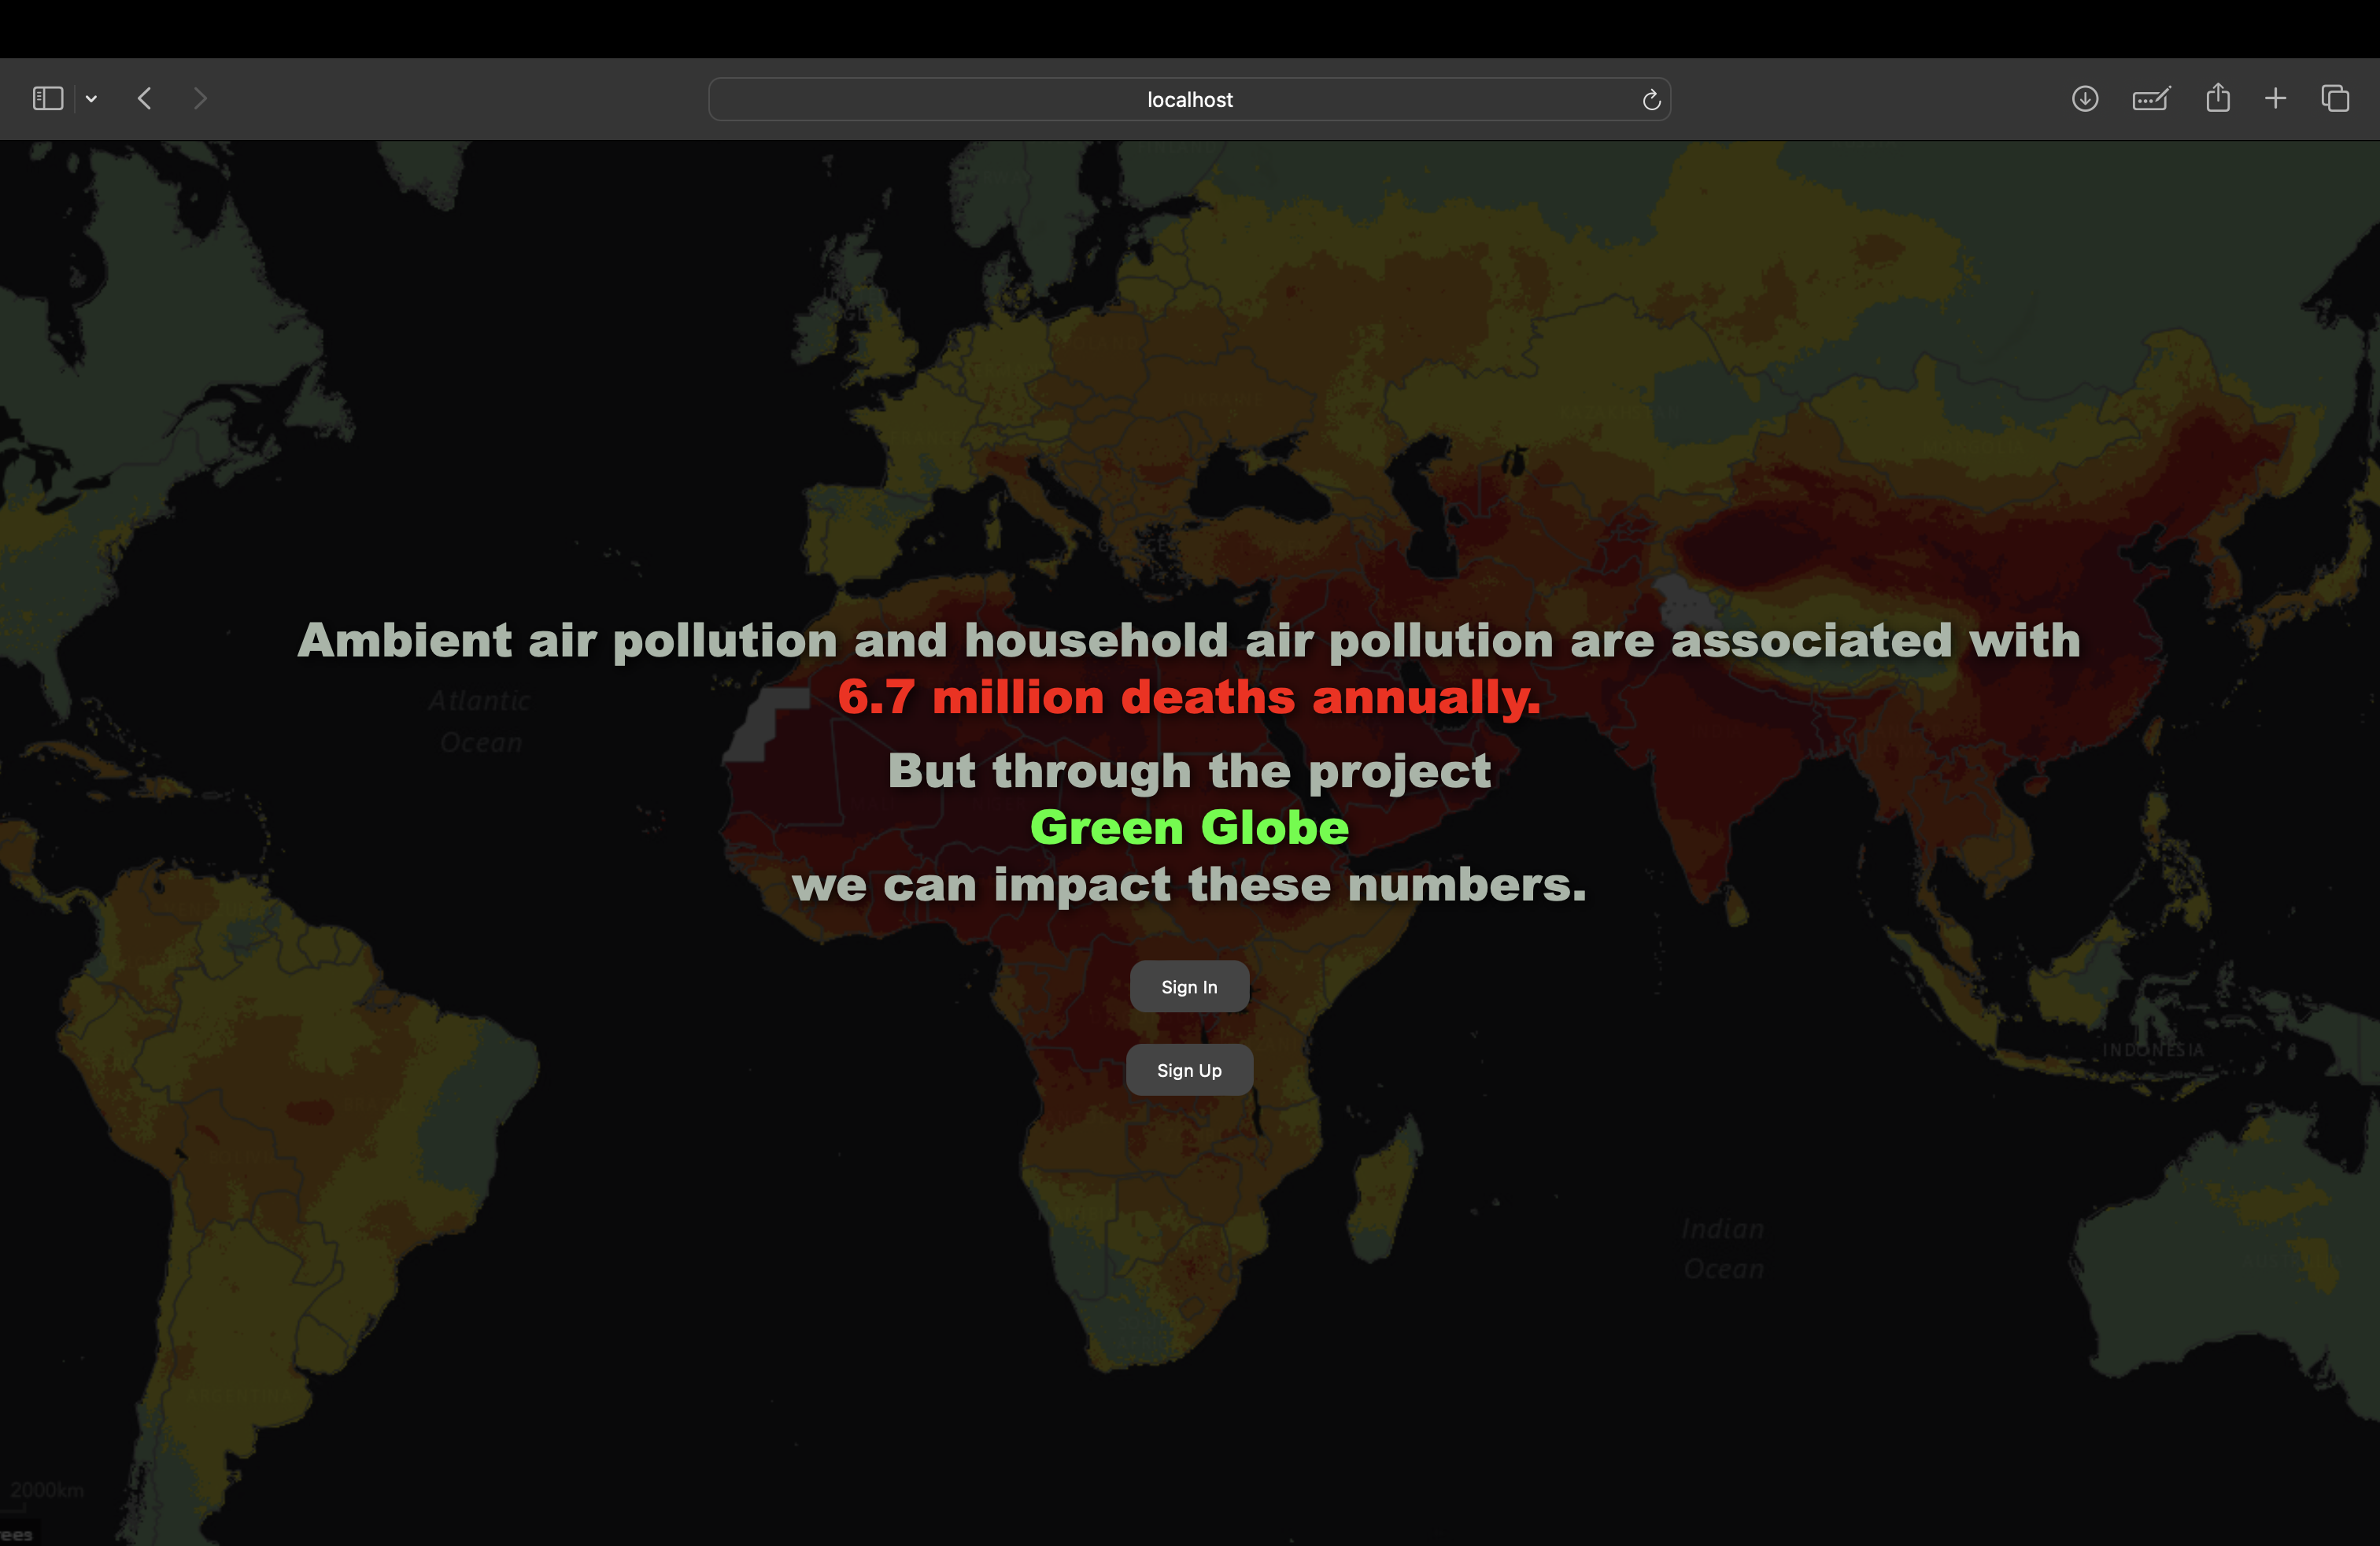 localhost
Ambient air pollution and household air pollution are associated with
6.7 million deaths annually.
Atlantic
Ocean
But through the project
Green Globe
we can impact these numbers.
Sign In
Sign Up
INDONESIA
Indian
Ocean
2000km